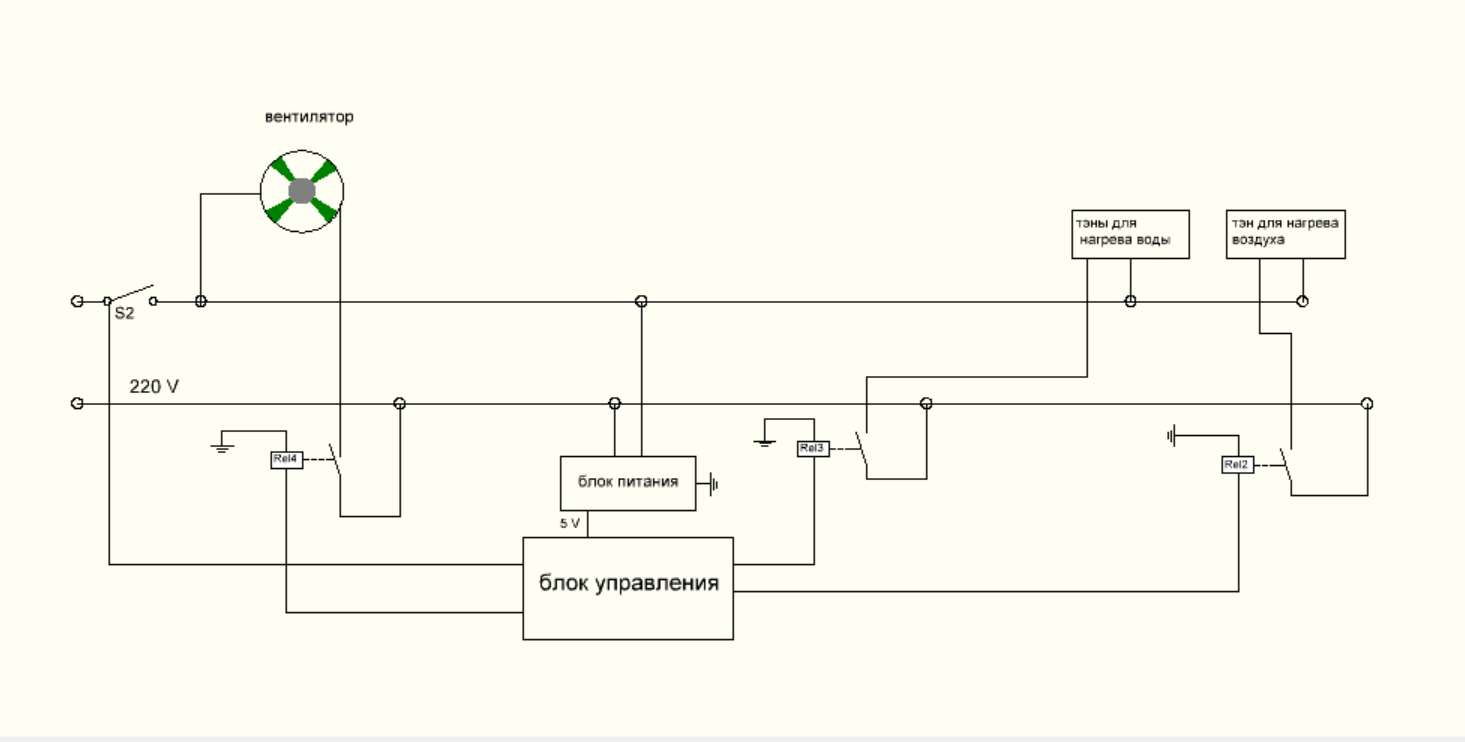 вентилятор
тэны для
нагрева воды
тэн для нагрева
воздуха
S2
220 V
Rel4
Rel3
Rel2
блок питания
5 V
блок управления